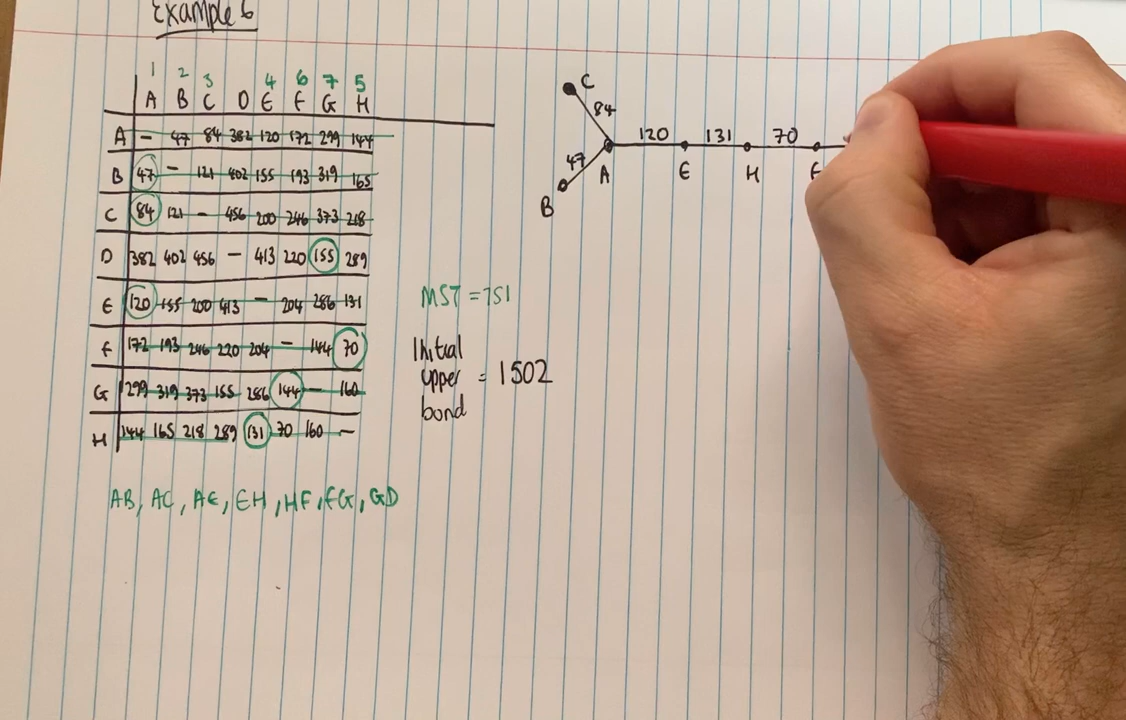 Example 6
1 2 3 4 6 7 5
A B C D E F G H
A - 47 84 382 120 172 299 144
B 47 - 121 402 155 193 319 165
C 84 121 - 456 200 246 373 218
D 382 402 456 - 413 220 155 289
E 120 155 200 413 - 204 286 131
F 172 193 246 220 204 - 144 70
G 299 319 373 155 286 144 - 160
H 144 165 218 289 131 70 160 -
AB, AC, AE, EH, HF, FG, GD
MST = 751
Initial
upper = 1502
bond
C
84
120 131 70
47
A E H F
B